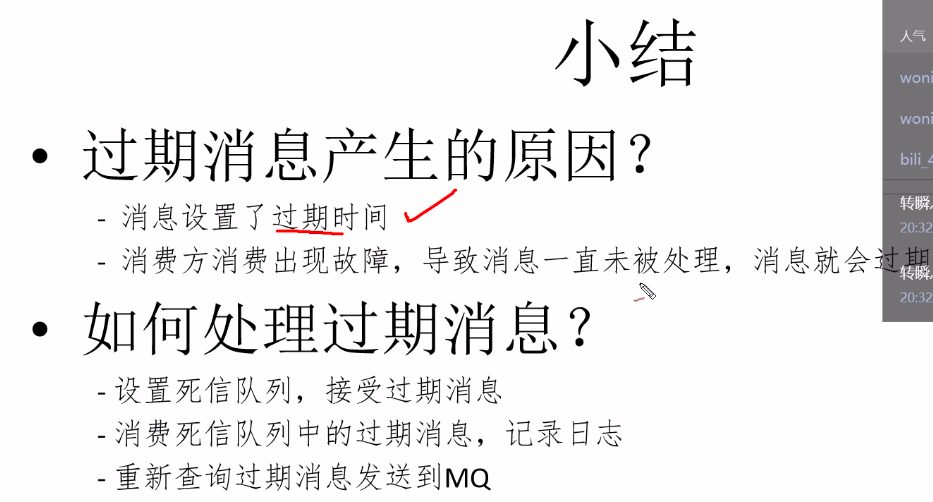 小结
人气
woni
woni
bili_4
• 过期消息产生的原因？
- 消息设置了过期时间
转瞬
20:32
- 消费方消费出现故障，导致消息一直未被处理，消息就会过期
转瞬
20:32
• 如何处理过期消息？
- 设置死信队列，接受过期消息
- 消费死信队列中的过期消息，记录日志
- 重新查询过期消息发送到MQ